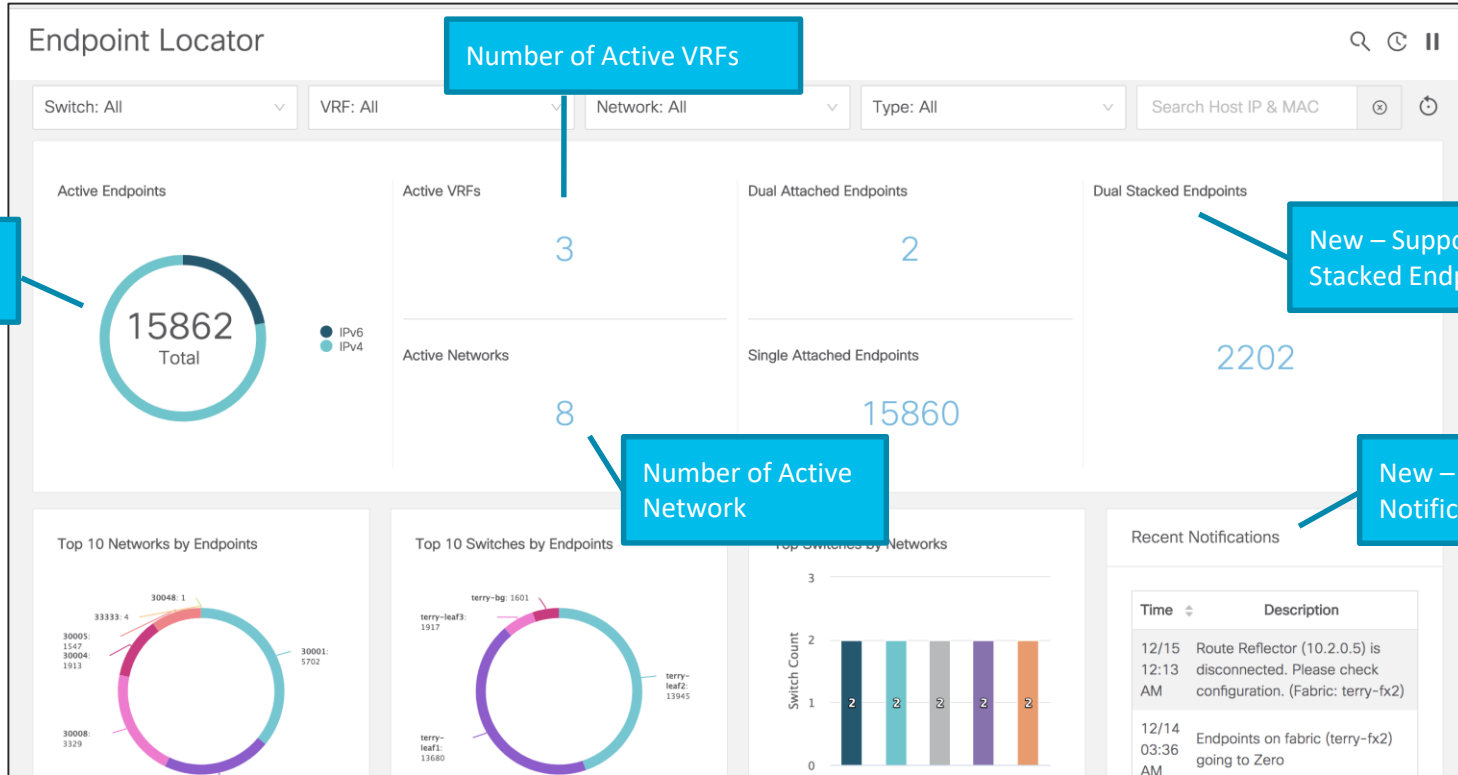 Endpoint Locator
Number of Active VRFs
Switch: All
VRF: All
Network: All
Type: All
Search Host IP & MAC
Active Endpoints
15862
Total
IPv6
IPv4
Active VRFs
3
Active Networks
8
Number of Active
Network
Dual Attached Endpoints
2
Single Attached Endpoints
15860
Dual Stacked Endpoints
2202
New –
Stacked
New –
Top 10 Networks by Endpoints
30048: 1
33333: 4
30005:
1547
30004:
1913
30001:
5702
30008:
3329
Top 10 Switches by Endpoints
terry-bg: 1601
terry-leaf3:
1917
terry-
leaf2:
13945
terry-
leaf1:
13680
Top Switches by Networks
Switch Count
3
2
1
0
2
2
2
2
2
Recent Notifications
Time
Description
12/15
12:13
AM
Route Reflector (10.2.0.5) is
disconnected. Please check
configuration. (Fabric: terry-fx2)
12/14
03:36
AM
Endpoints on fabric (terry-fx2)
going to Zero